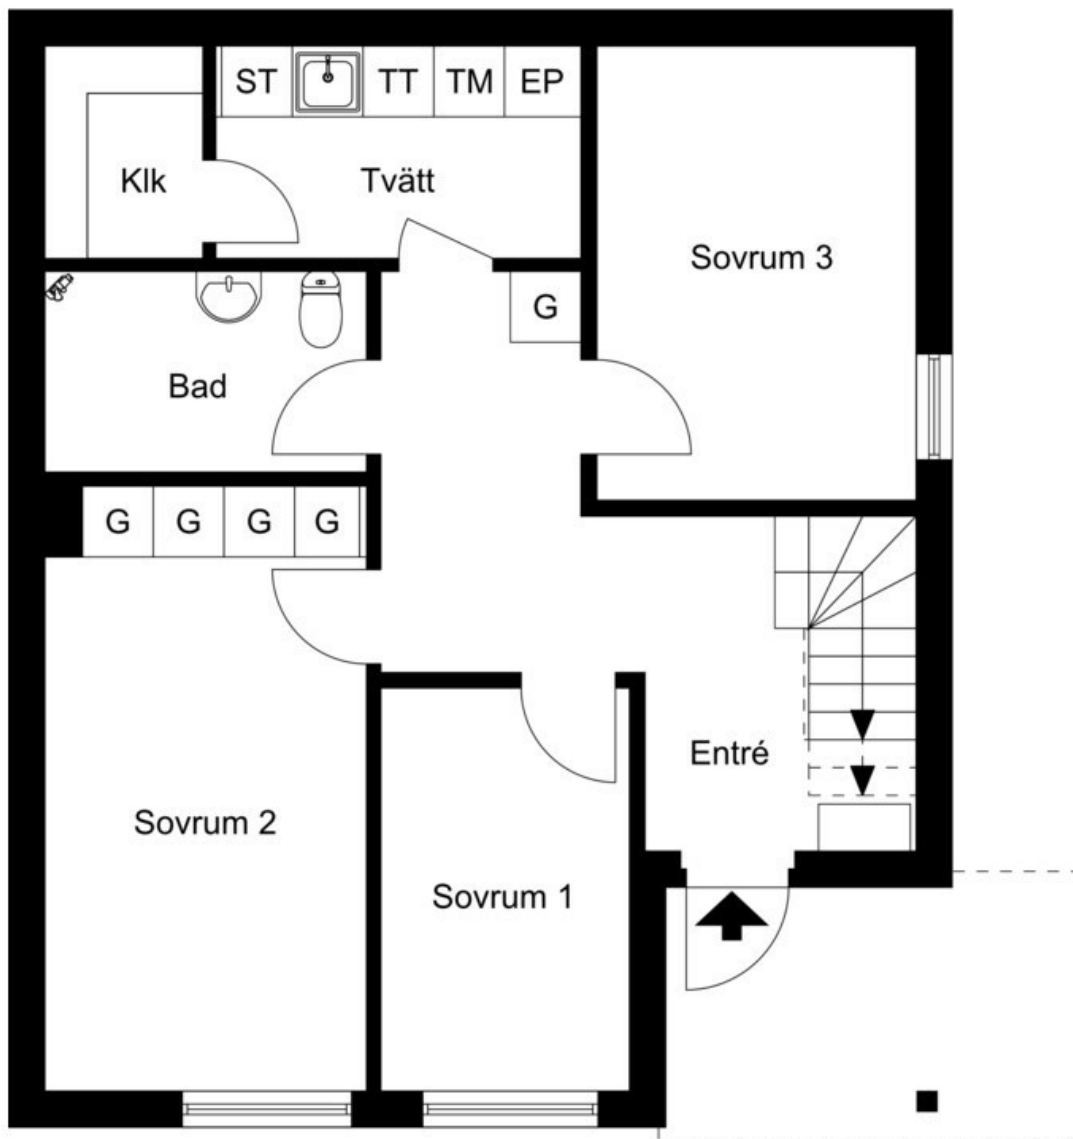 ST TT TM EP
Klk
Tvätt
Sovrum 3
G
Bad
G G G G
Entré
Sovrum 2
Sovrum 1